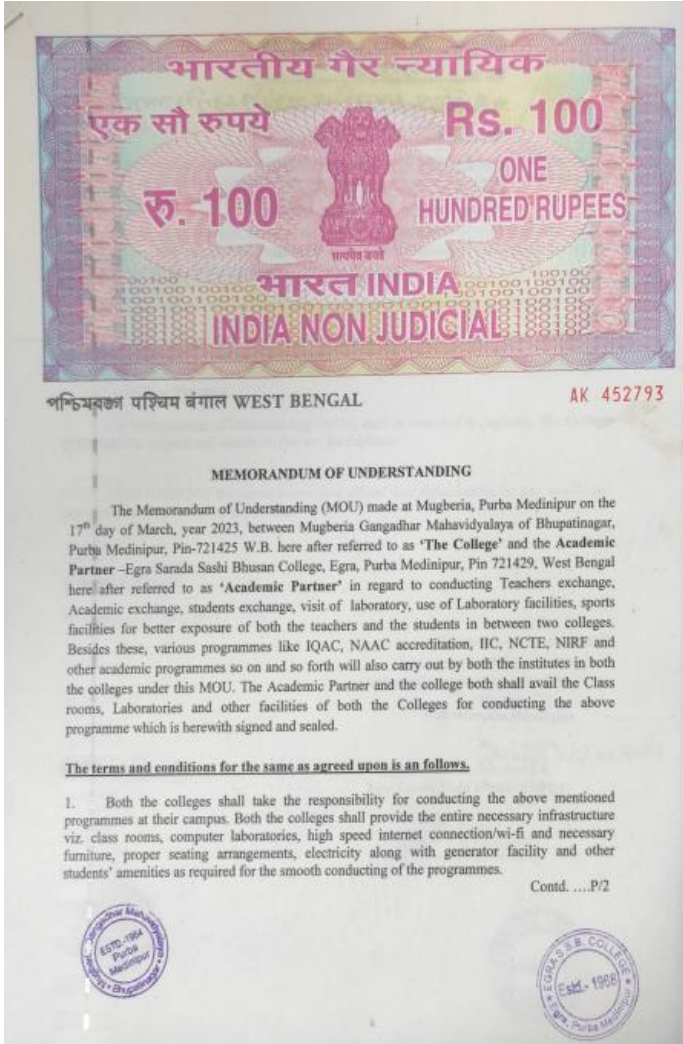 भारतीय गैर न्यायिक
एक सौ रुपये
Rs. 100
रु. 100
ONE
HUNDRED RUPEES
सत्यमेव जयते
भारत INDIA
INDIA NON JUDICIAL
পশ্চিমবঙ্গ पश्चिम बंगाल WEST BENGAL
AK 452793
MEMORANDUM OF UNDERSTANDING
The Memorandum of Understanding (MOU) made at Mugberia, Purba Medinipur on the
17th day of March, year 2023, between Mugberia Gangadhar Mahavidyalaya of Bhupatinagar,
Purba Medinipur, Pin-721425 W.B. here after referred to as 'The College' and the Academic
Partner –Egra Sarada Sashi Bhusan College, Egra, Purba Medinipur, Pin 721429, West Bengal
here after referred to as 'Academic Partner' in regard to conducting Teachers exchange,
Academic exchange, students exchange, visit of laboratory, use of Laboratory facilities, sports
facilities for better exposure of both the teachers and the students in between two colleges.
Besides these, various programmes like IQAC, NAAC accreditation, IIC, NCTE, NIRF and
other academic programmes so on and so forth will also carry out by both the institutes in both
the colleges under this MOU. The Academic Partner and the college both shall avail the Class
rooms, Laboratories and other facilities of both the Colleges for conducting the above
programme which is herewith signed and sealed.
The terms and conditions for the same as agreed upon is an follows.
1. Both the colleges shall take the responsibility for conducting the above mentioned
programmes at their campus. Both the colleges shall provide the entire necessary infrastructure
viz. class rooms, computer laboratories, high speed internet connection/wi-fi and necessary
furniture, proper seating arrangements, electricity along with generator facility and other
students' amenities as required for the smooth conducting of the programmes.
Contd. ....P/2
Mugberia Gangadhar Mahavidyalaya
ESTD.-1964
Purba
Medinipur
Bhupatinagar
EGRA S.S.B. COLLEGE
Estd.- 1968
Egra, Purba Medinipur